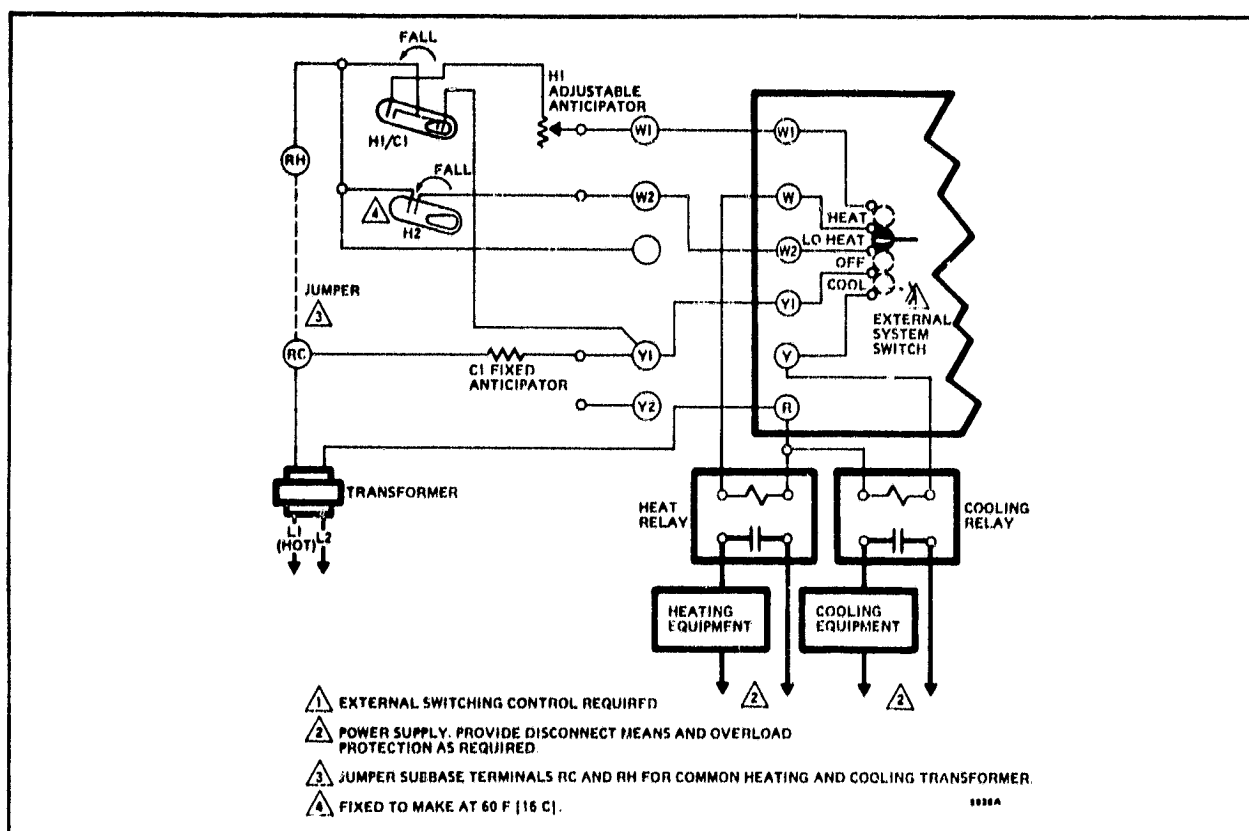 FALL
H1
ADJUSTABLE
ANTICIPATOR
H1/C1
W1
W1
RH
FALL
W2
W
HEAT
4
H2
W2
LO HEAT
OFF
COOL
JUMPER
3
Y1
EXTERNAL
SYSTEM
SWITCH
RC
Y1
Y
C1 FIXED
ANTICIPATOR
Y2
R
TRANSFORMER
HEAT
RELAY
COOLING
RELAY
L1
(HOT)
L2
HEATING
EQUIPMENT
COOLING
EQUIPMENT
2
2
1 EXTERNAL SWITCHING CONTROL REQUIRED
2 POWER SUPPLY. PROVIDE DISCONNECT MEANS AND OVERLOAD
PROTECTION AS REQUIRED.
3 JUMPER SUBBASE TERMINALS RC AND RH FOR COMMON HEATING AND COOLING TRANSFORMER.
4 FIXED TO MAKE AT 60 F [16 C].